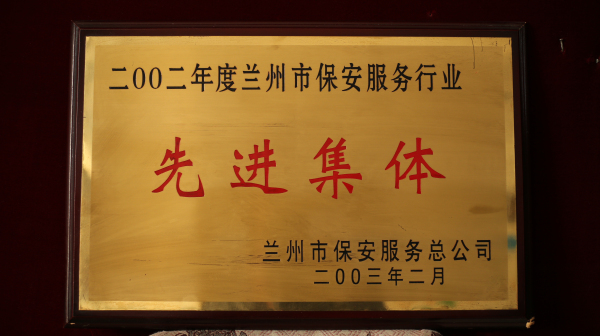 二00二年度兰州市保安服务行业
先进集体
兰州市保安服务总公司
二00三年二月